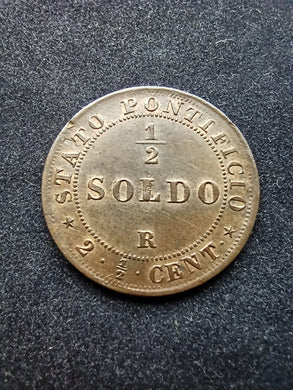 STATO PONTIFICIO
1/2
SOLDO
R
★ 2 · 1/2 · CENT. ★